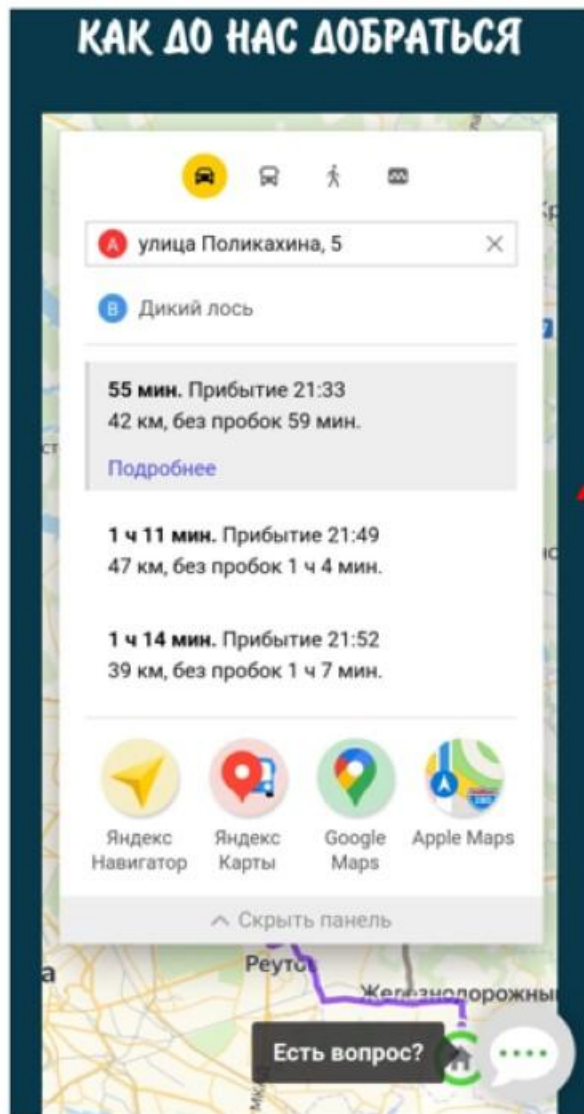 КАК ДО НАС ДОБРАТЬСЯ
A улица Поликахина, 5
B Дикий лось
55 мин. Прибытие 21:33
42 км, без пробок 59 мин.
Подробнее
1 ч 11 мин. Прибытие 21:49
47 км, без пробок 1 ч 4 мин.
1 ч 14 мин. Прибытие 21:52
39 км, без пробок 1 ч 7 мин.
Яндекс Навигатор
Яндекс Карты
Google Maps
Apple Maps
Скрыть панель
Реутов
Железнодорожный
Есть вопрос?